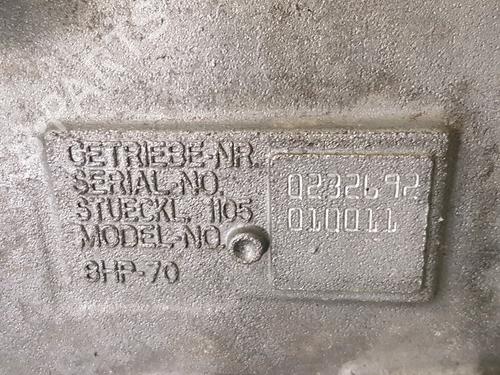 GETRIEBE-NR.
SERIAL-NO. 0232692
STUECKL. 1105 010011
MODEL-NO.
8HP-70